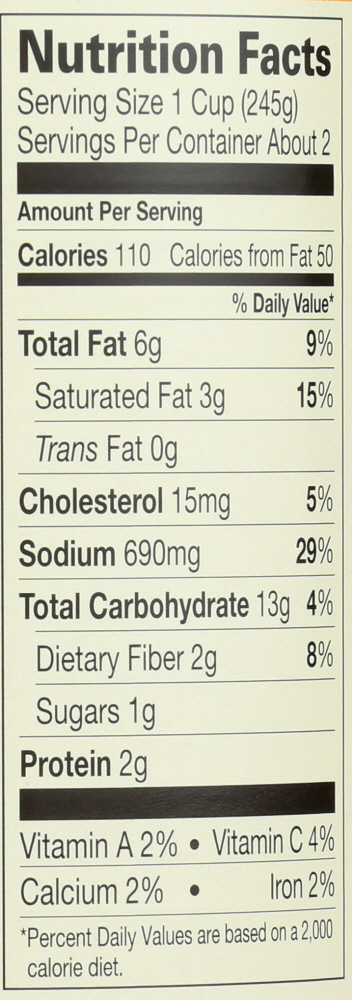 Nutrition Facts
Serving Size 1 Cup (245g)
Servings Per Container About 2
Amount Per Serving
Calories 110 Calories from Fat 50
% Daily Value*
Total Fat 6g 9%
Saturated Fat 3g 15%
Trans Fat 0g
Cholesterol 15mg 5%
Sodium 690mg 29%
Total Carbohydrate 13g 4%
Dietary Fiber 2g 8%
Sugars 1g
Protein 2g
Vitamin A 2% • Vitamin C 4%
Calcium 2% • Iron 2%
*Percent Daily Values are based on a 2,000
calorie diet.